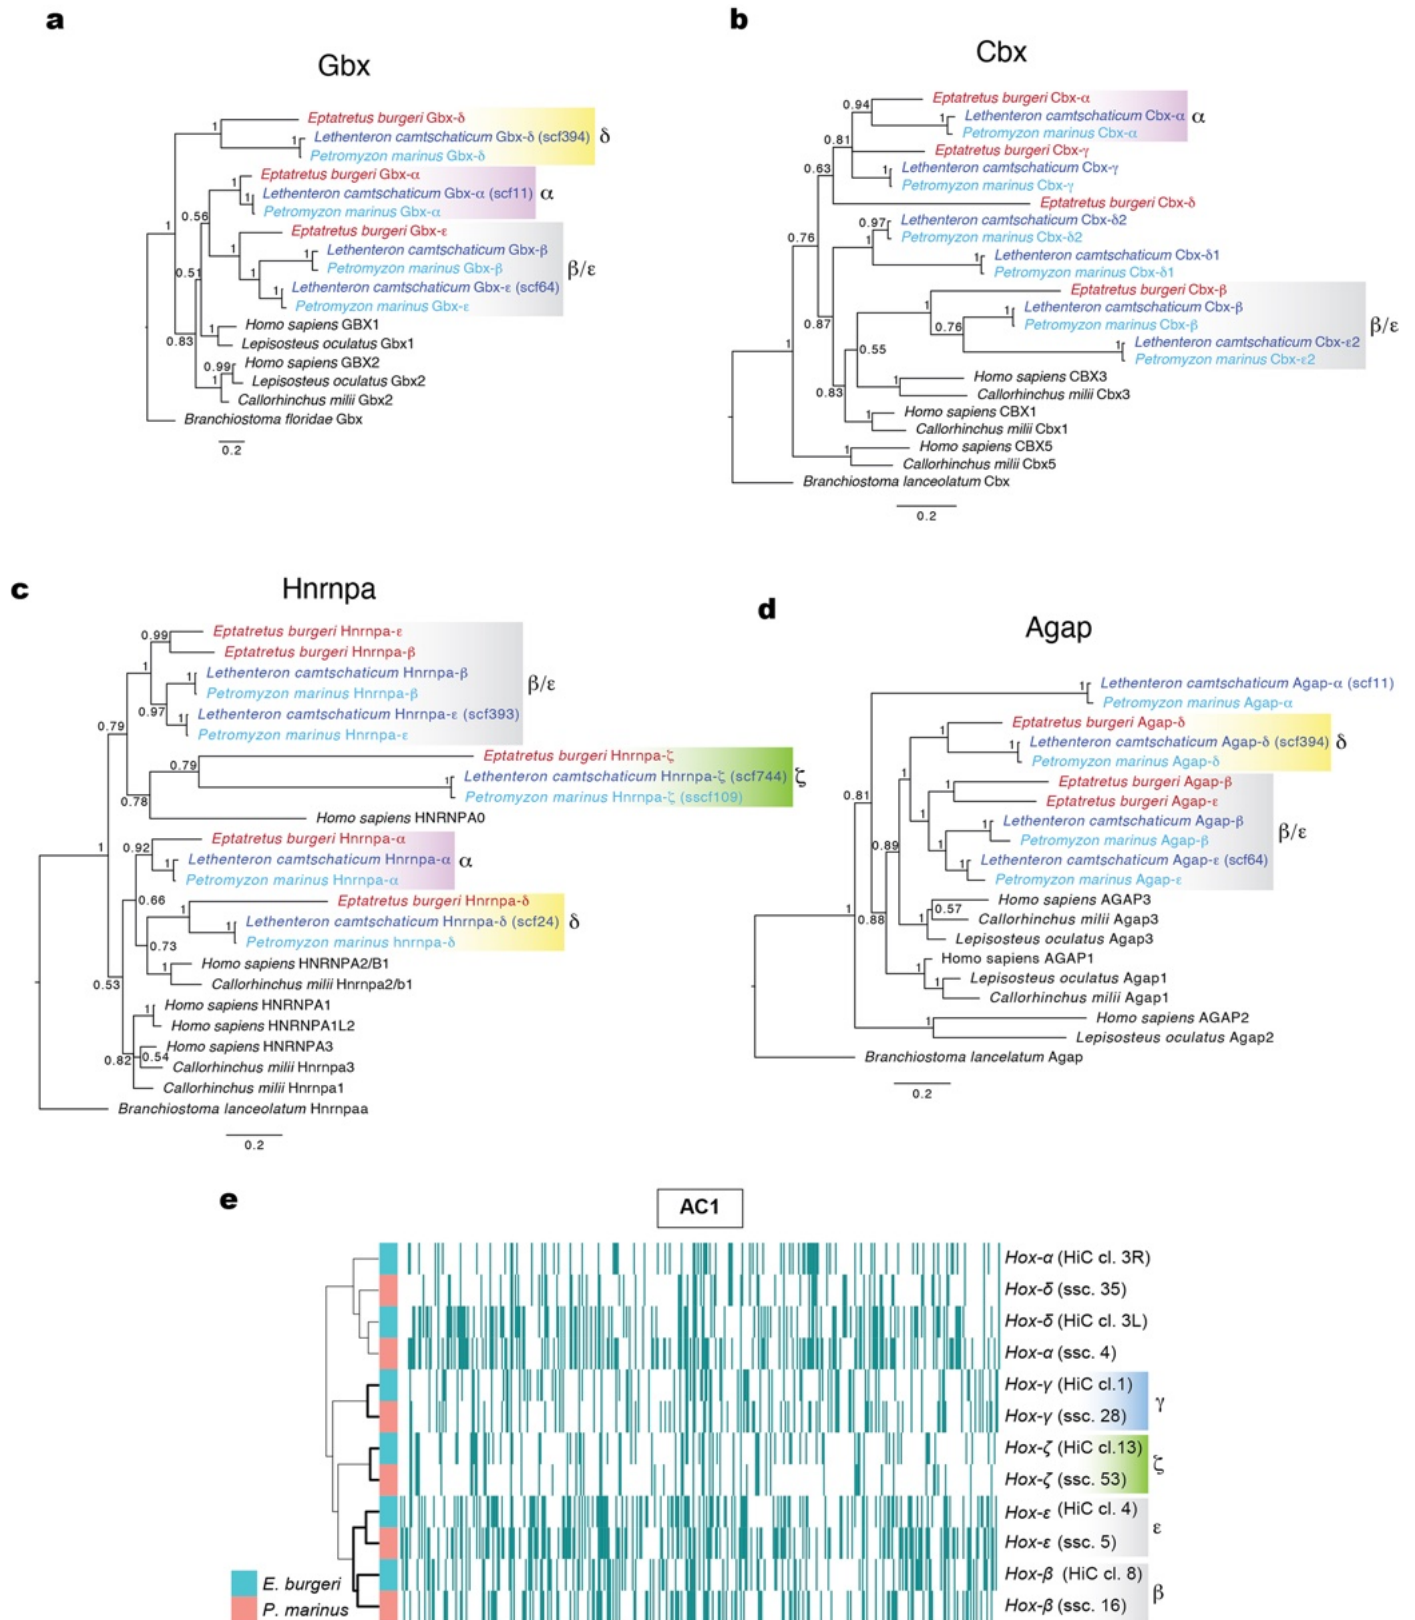 a
Gbx
1
Eptatretus burgeri Gbx-δ
1
Lethenteron camtschaticum Gbx-δ (scf394)
Petromyzon marinus Gbx-δ
δ
1
Eptatretus burgeri Gbx-α
1
Lethenteron camtschaticum Gbx-α (scf11)
Petromyzon marinus Gbx-α
α
0.56
1
1
Eptatretus burgeri Gbx-ε
1
Lethenteron camtschaticum Gbx-β
Petromyzon marinus Gbx-β
0.51
1
Lethenteron camtschaticum Gbx-ε (scf64)
1
Petromyzon marinus Gbx-ε
β/ε
1
Homo sapiens GBX1
Lepisosteus oculatus Gbx1
0.83
0.99
Homo sapiens GBX2
1
Lepisosteus oculatus Gbx2
Callorhinchus milii Gbx2
Branchiostoma floridae Gbx
0.2
b
Cbx
0.94
Eptatretus burgeri Cbx-α
1
Lethenteron camtschaticum Cbx-α
Petromyzon marinus Cbx-α
α
0.81
Eptatretus burgeri Cbx-γ
0.63
1
Lethenteron camtschaticum Cbx-γ
Petromyzon marinus Cbx-γ
Eptatretus burgeri Cbx-δ
0.97
Lethenteron camtschaticum Cbx-δ2
Petromyzon marinus Cbx-δ2
0.76
1
1
Lethenteron camtschaticum Cbx-δ1
Petromyzon marinus Cbx-δ1
Eptatretus burgeri Cbx-β
1
1
Lethenteron camtschaticum Cbx-β
0.87
0.76
Petromyzon marinus Cbx-β
1
0.55
1
Lethenteron camtschaticum Cbx-ε2
Petromyzon marinus Cbx-ε2
β/ε
1
Homo sapiens CBX3
0.83
Callorhinchus milii Cbx3
1
Homo sapiens CBX1
Callorhinchus milii Cbx1
1
Homo sapiens CBX5
Callorhinchus milii Cbx5
Branchiostoma lanceolatum Cbx
0.2
c
Hnrnpa
0.99
Eptatretus burgeri Hnrnpa-ε
Eptatretus burgeri Hnrnpa-β
1
1
Lethenteron camtschaticum Hnrnpa-β
Petromyzon marinus Hnrnpa-β
0.97
1
Lethenteron camtschaticum Hnrnpa-ε (scf393)
Petromyzon marinus Hnrnpa-ε
β/ε
0.79
Eptatretus burgeri Hnrnpa-ζ
0.79
1
Lethenteron camtschaticum Hnrnpa-ζ (scf744)
0.78
Petromyzon marinus Hnrnpa-ζ (sscf109)
ζ
Homo sapiens HNRNPA0
1
0.92
Eptatretus burgeri Hnrnpa-α
1
Lethenteron camtschaticum Hnrnpa-α
Petromyzon marinus Hnrnpa-α
α
0.66
1
Eptatretus burgeri Hnrnpa-δ
1
Lethenteron camtschaticum Hnrnpa-δ (scf24)
0.73
Petromyzon marinus hnrnpa-δ
δ
1
Homo sapiens HNRNPA2/B1
Callorhinchus milii Hnrnpa2/b1
0.53
1
Homo sapiens HNRNPA1
Homo sapiens HNRNPA1L2
Homo sapiens HNRNPA3
0.82
0.54
Callorhinchus milii Hnrnpa3
Callorhinchus milii Hnrnpa1
Branchiostoma lanceolatum Hnrnpaa
0.2
d
Agap
1
Lethenteron camtschaticum Agap-α (scf11)
Petromyzon marinus Agap-α
1
Eptatretus burgeri Agap-δ
1
Lethenteron camtschaticum Agap-δ (scf394)
Petromyzon marinus Agap-δ
δ
1
1
Eptatretus burgeri Agap-β
Eptatretus burgeri Agap-ε
0.81
1
1
Lethenteron camtschaticum Agap-β
Petromyzon marinus Agap-β
0.89
1
1
Lethenteron camtschaticum Agap-ε (scf64)
Petromyzon marinus Agap-ε
β/ε
1
0.57
Homo sapiens AGAP3
0.88
1
Callorhinchus milii Agap3
Lepisosteus oculatus Agap3
1
Homo sapiens AGAP1
1
Lepisosteus oculatus Agap1
Callorhinchus milii Agap1
1
Homo sapiens AGAP2
Lepisosteus oculatus Agap2
Branchiostoma lancelatum Agap
0.2
e
AC1
Hox-α (HiC cl. 3R)
Hox-δ (ssc. 35)
Hox-δ (HiC cl. 3L)
Hox-α (ssc. 4)
Hox-γ (HiC cl.1)
Hox-γ (ssc. 28)
γ
Hox-ζ (HiC cl.13)
Hox-ζ (ssc. 53)
ζ
Hox-ε (HiC cl. 4)
Hox-ε (ssc. 5)
ε
Hox-β (HiC cl. 8)
Hox-β (ssc. 16)
β
E. burgeri
P. marinus